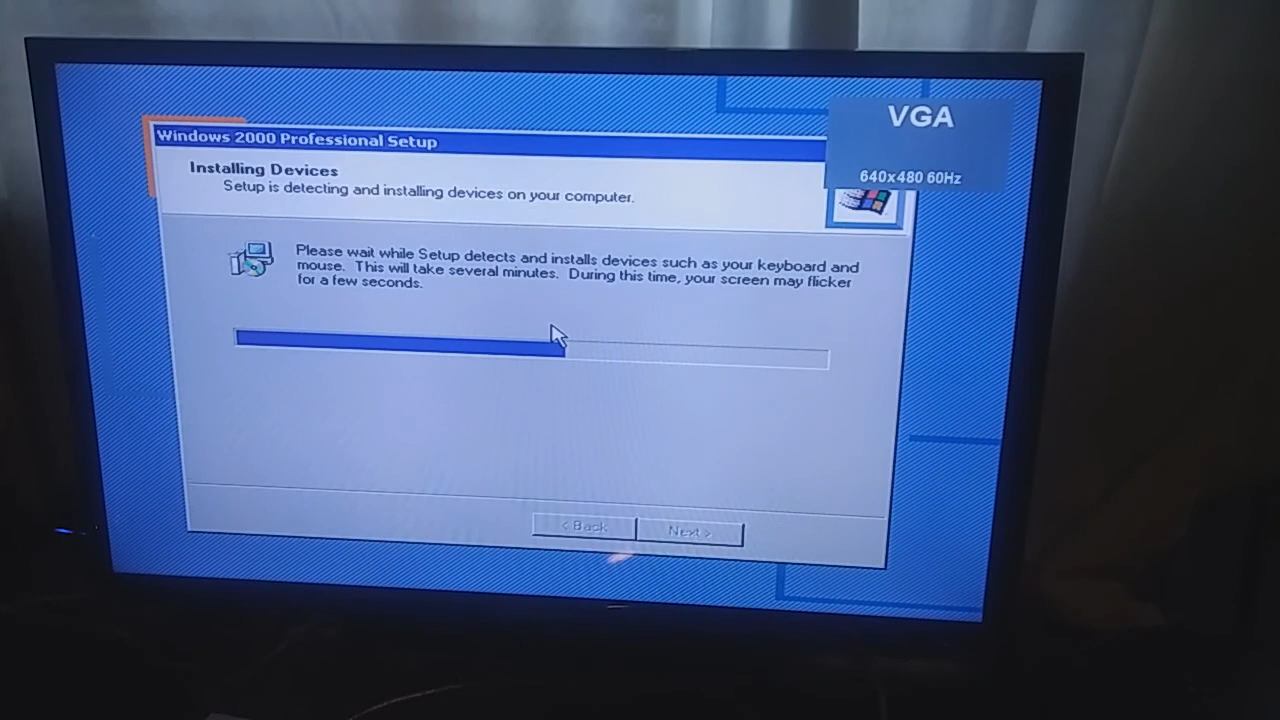 VGA
640x480 60Hz
Windows 2000 Professional Setup
Installing Devices
Setup is detecting and installing devices on your computer.
Please wait while Setup detects and installs devices such as your keyboard and
mouse. This will take several minutes. During this time, your screen may flicker
for a few seconds.
< Back
Next >